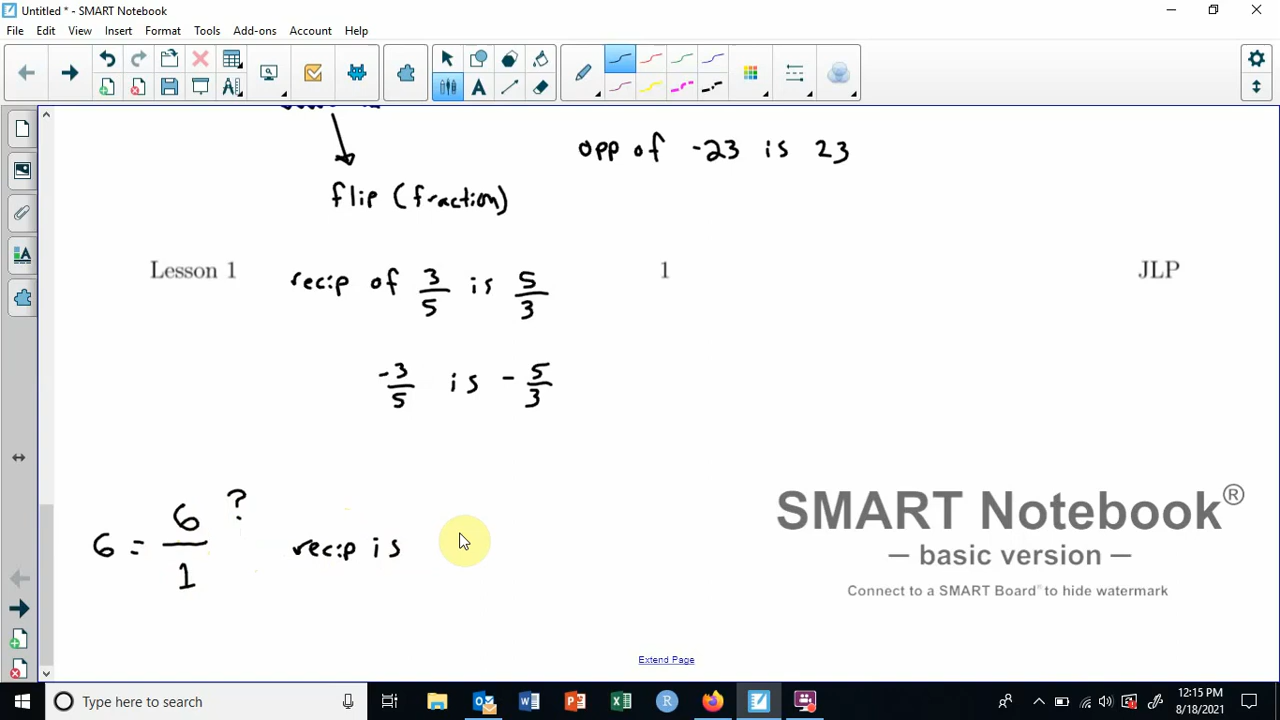 Untitled * - SMART Notebook
File Edit View Insert Format Tools Add-ons Account Help
opp of -23 is 23
flip (fraction)
Lesson 1 1 JLP
recip of 3/5 is 5/3
-3/5 is - 5/3
6 = 6/1 ? recip is
SMART Notebook®
— basic version —
Connect to a SMART Board® to hide watermark
Extend Page
Type here to search
12:15 PM
8/18/2021